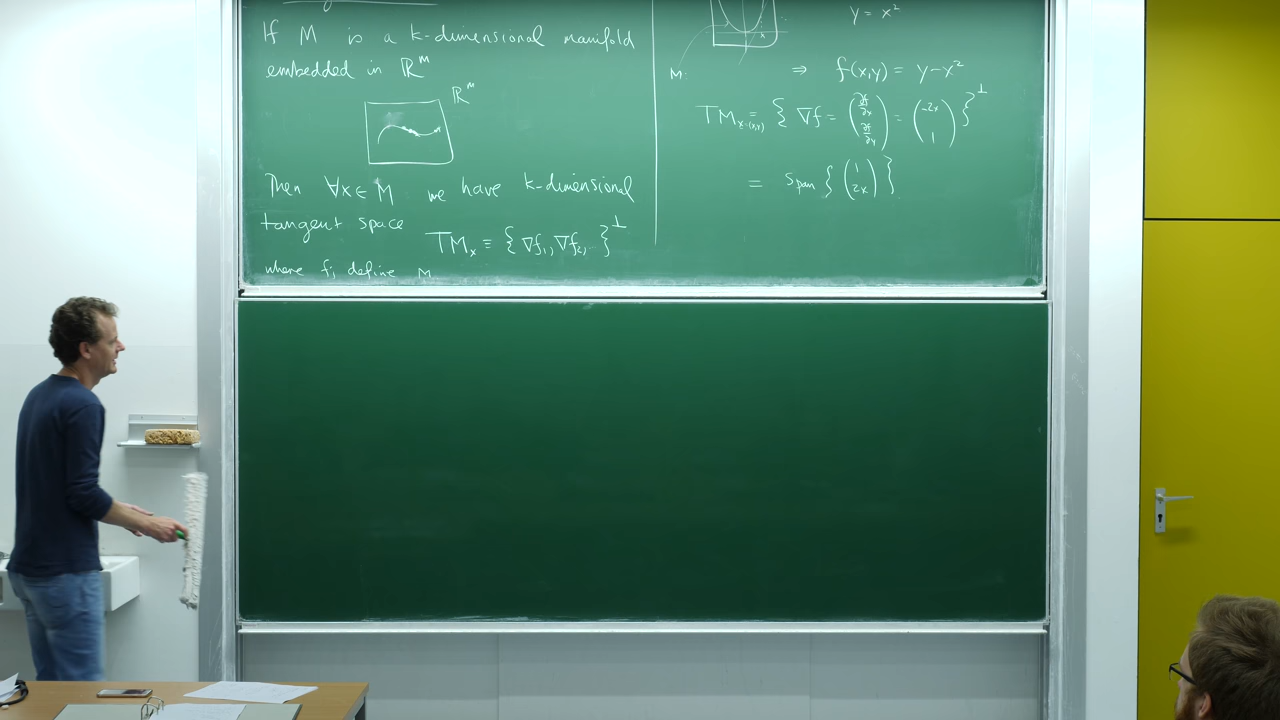 If M is a k-dimensional manifold
embedded in ℝᵐ
ℝᵐ
Then ∀x∈M we have k-dimensional
tangent space
TMₓ ≡ {∇f₁,∇f₂,..}^⊥
where fᵢ define M
y = x²
x
M:
⇒ f(x,y) = y-x²
TM_x=(x,y) = {∇f = (∂f/∂x ∂f/∂y) = (-2x 1)}^⊥
= Span {(1 2x)}